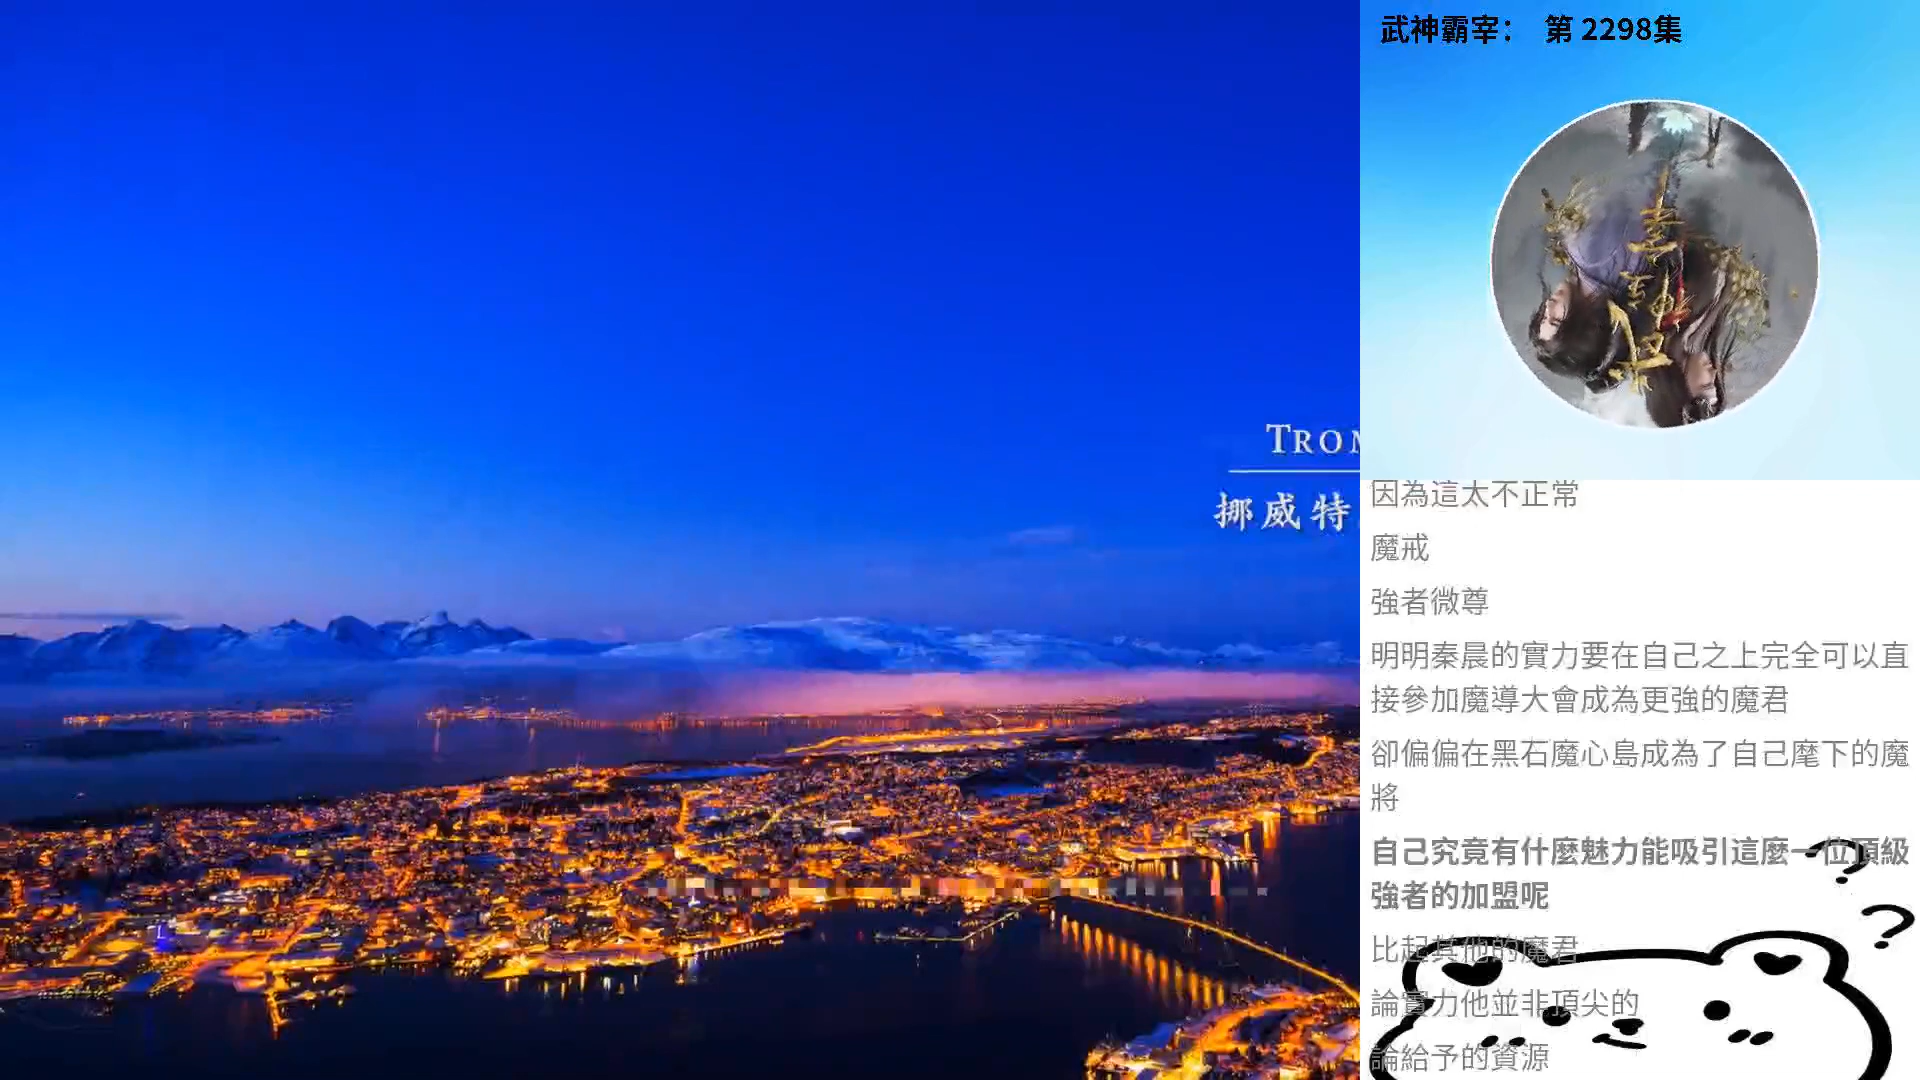 武神霸宰： 第 2298集
TROM
挪威特
因為這太不正常
魔戒
強者微尊
明明秦晨的實力要在自己之上完全可以直
接參加魔導大會成為更強的魔君
卻偏偏在黑石魔心島成為了自己麾下的魔
將
自己究竟有什麼魅力能吸引這麼一位頂級
強者的加盟呢
比起其他的魔君
論實力他並非頂尖的
論給予的資源